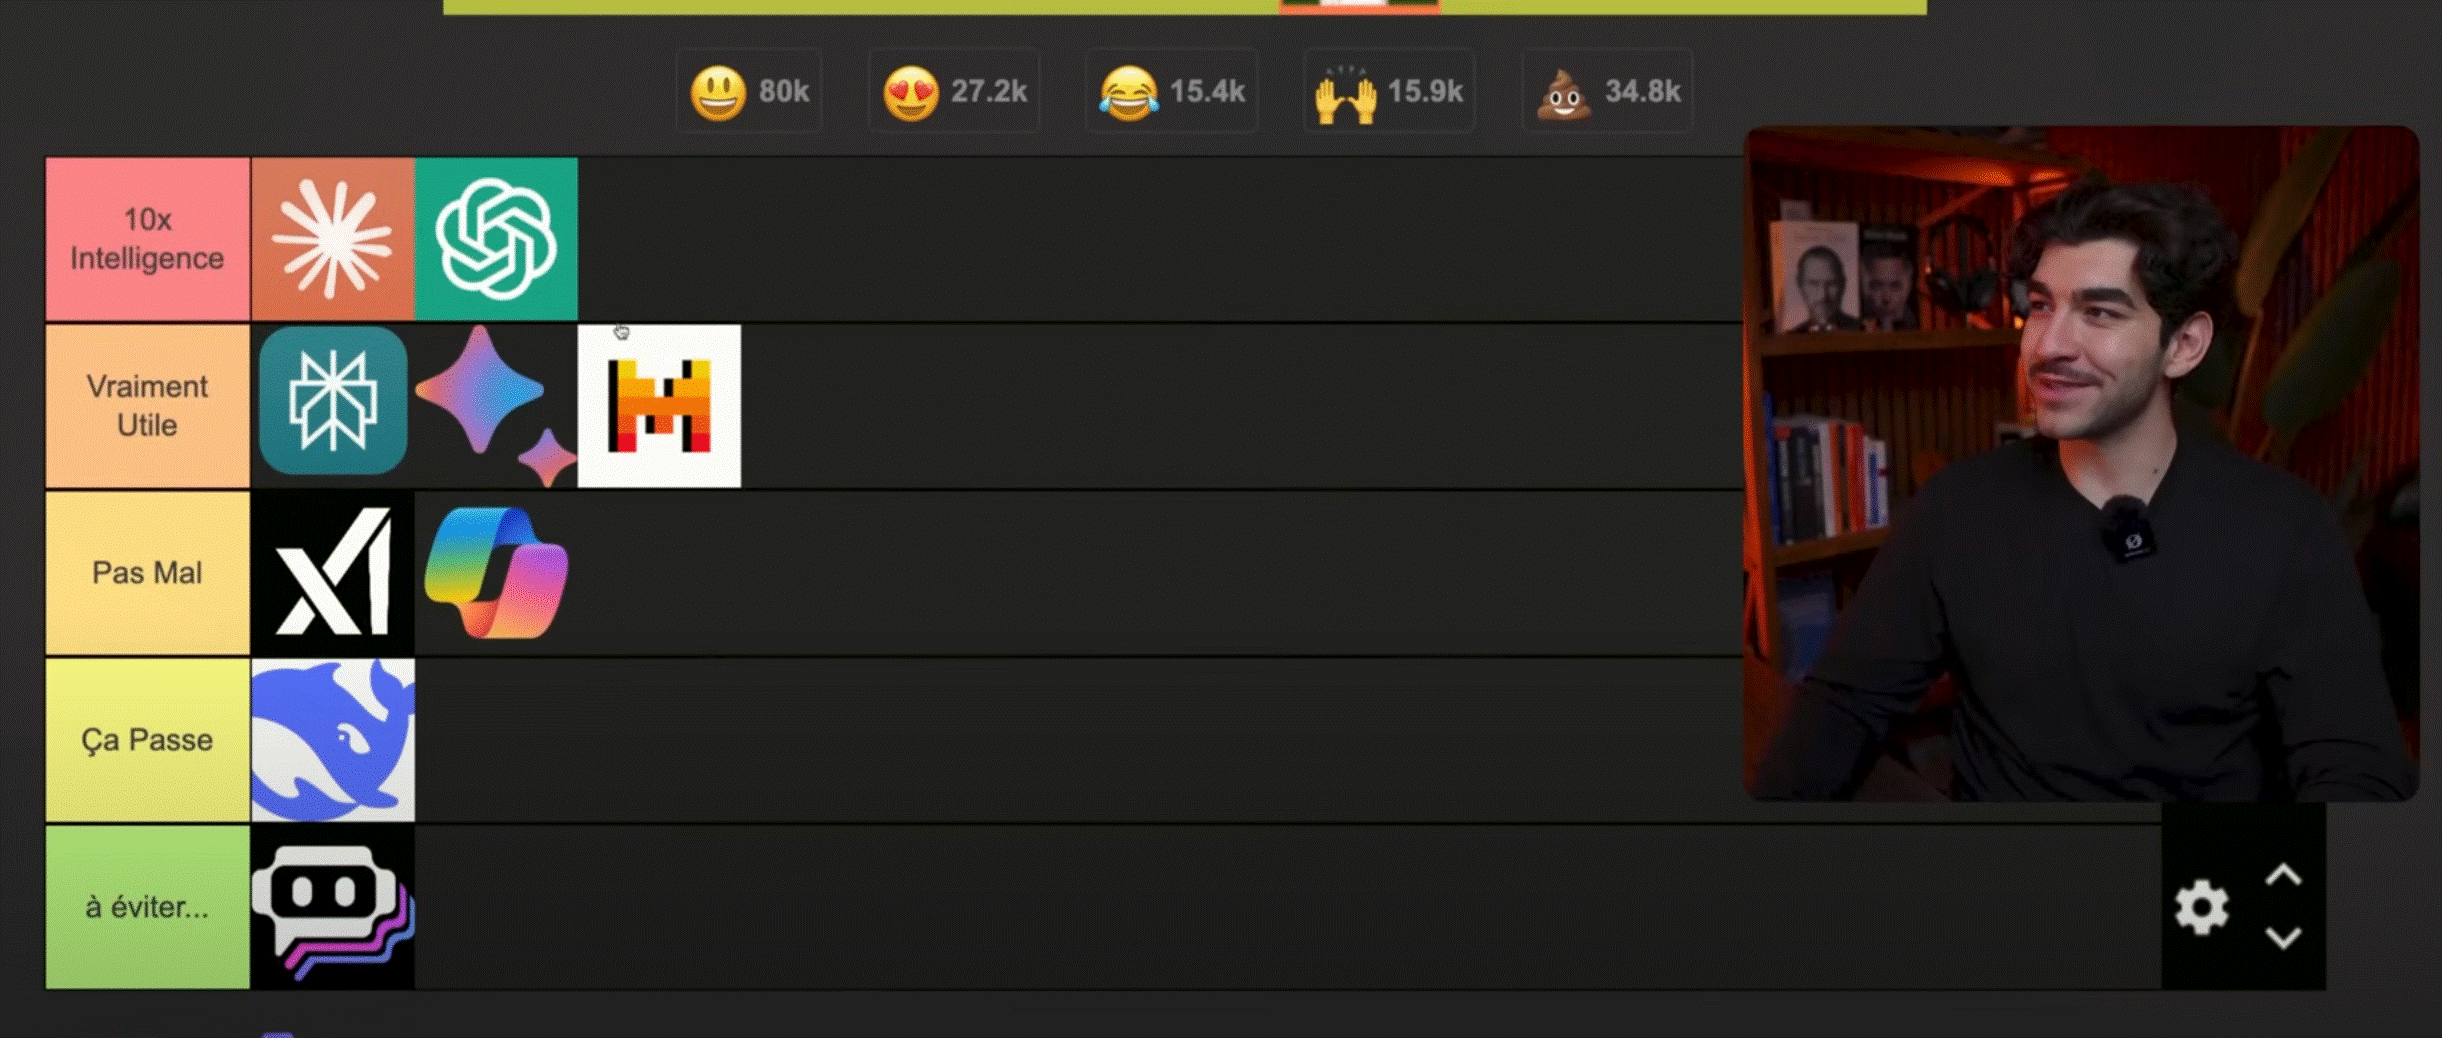 80k
27.2k
15.4k
15.9k
34.8k
10x
Intelligence
Vraiment
Utile
Pas Mal
Ça Passe
à éviter...